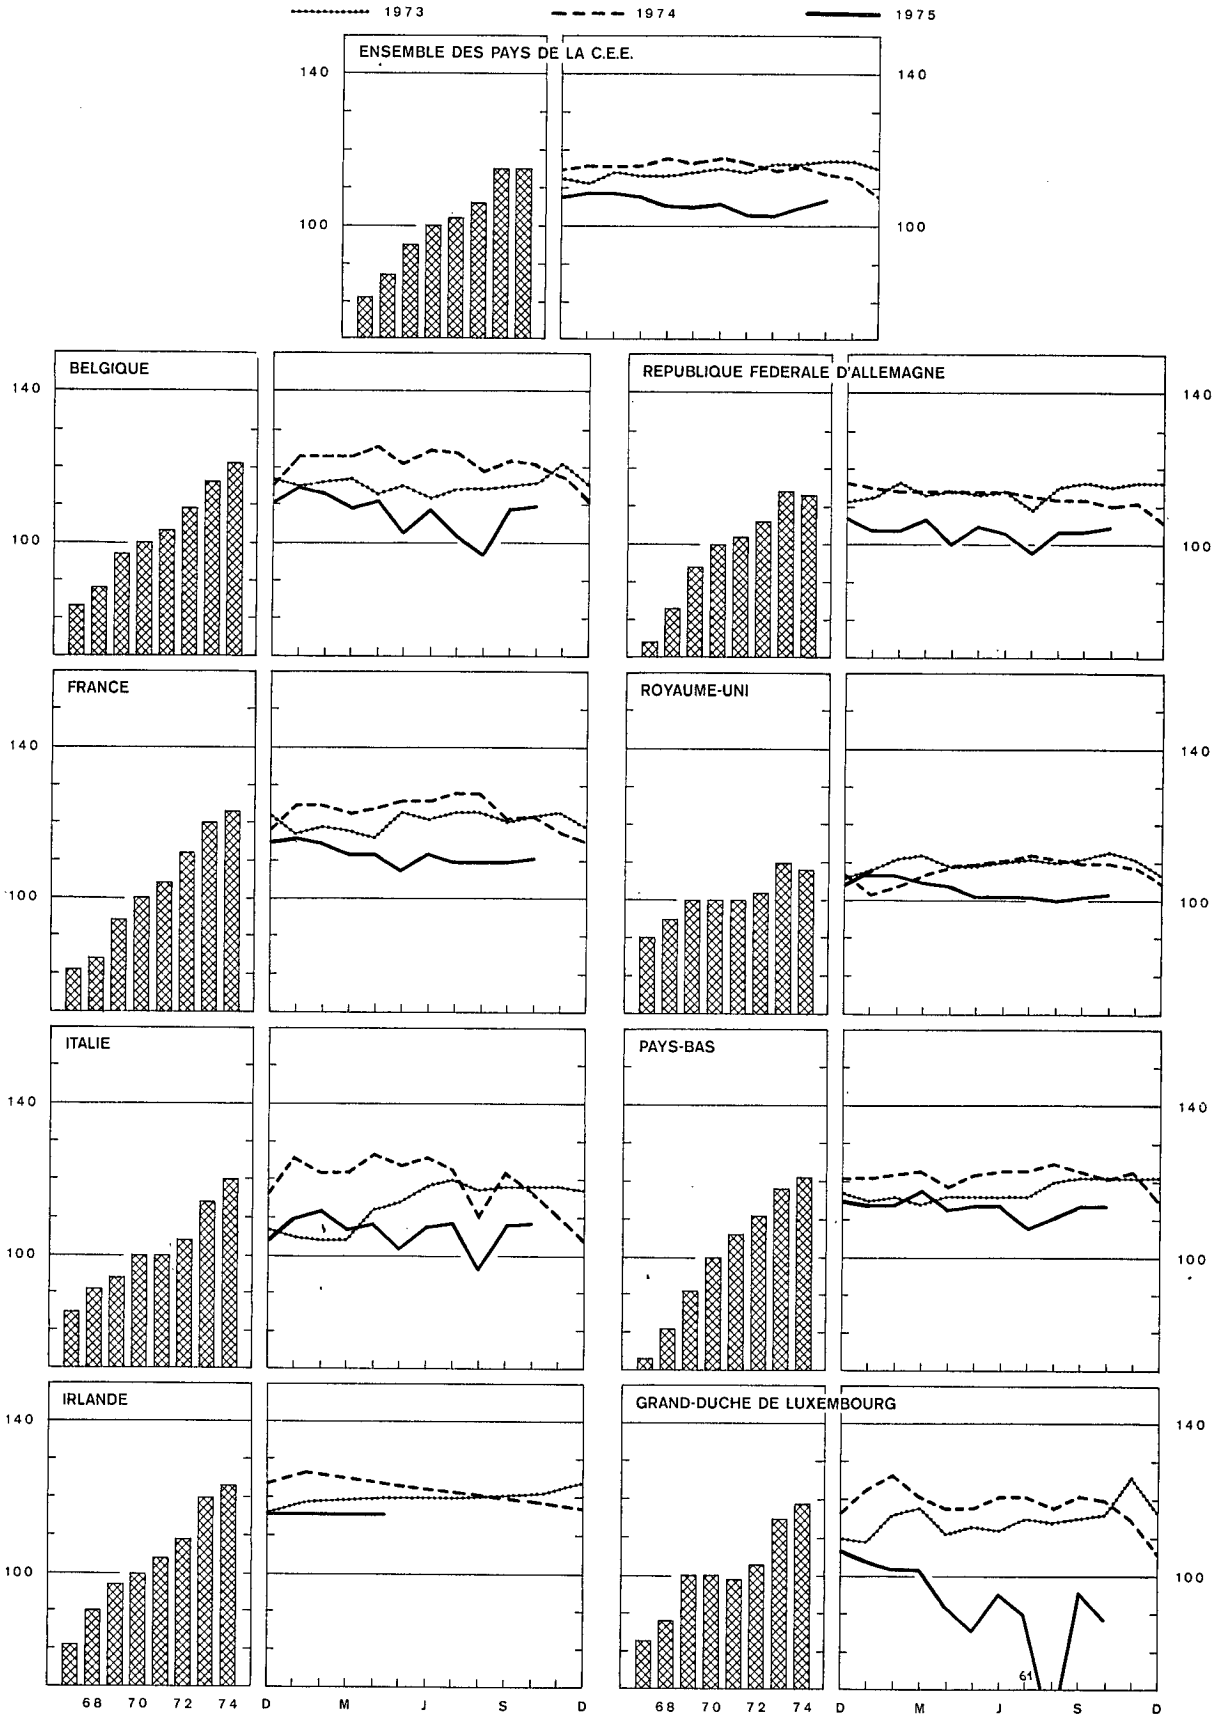 1973 1974 1975
ENSEMBLE DES PAYS DE LA C.E.E.
140 140
100 100
BELGIQUE REPUBLIQUE FEDERALE D'ALLEMAGNE
140 140
100 100
FRANCE ROYAUME-UNI
140 140
100 100
ITALIE PAYS-BAS
140 140
100 100
IRLANDE GRAND-DUCHE DE LUXEMBOURG
140 140
100 100
61
68 70 72 74 D M J S D 68 70 72 74 D M J S D